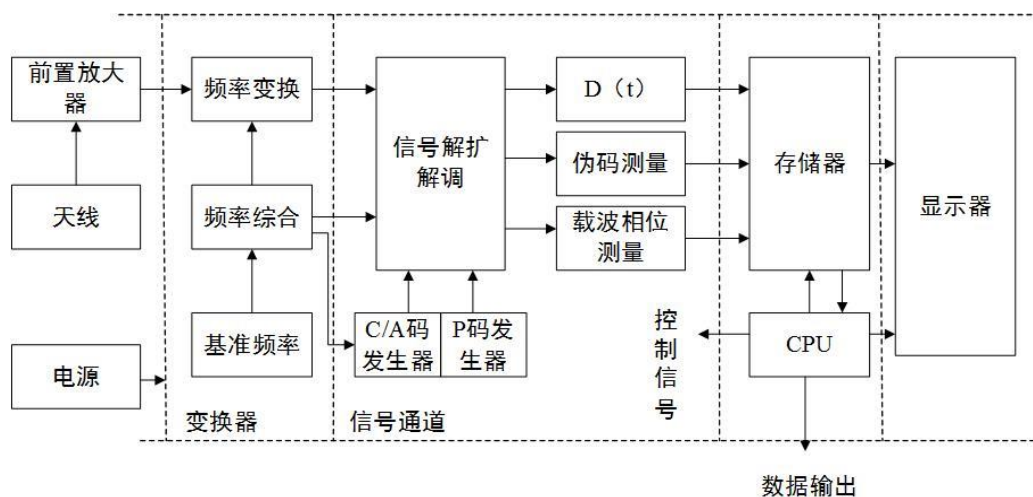 前置放大
器
天线
电源
频率变换
频率综合
基准频率
变换器
信号解扩
解调
C/A码
发生器
P码发
生器
信号通道
D（t）
伪码测量
载波相位
测量
控
制
信
号
存储器
CPU
数据输出
显示器